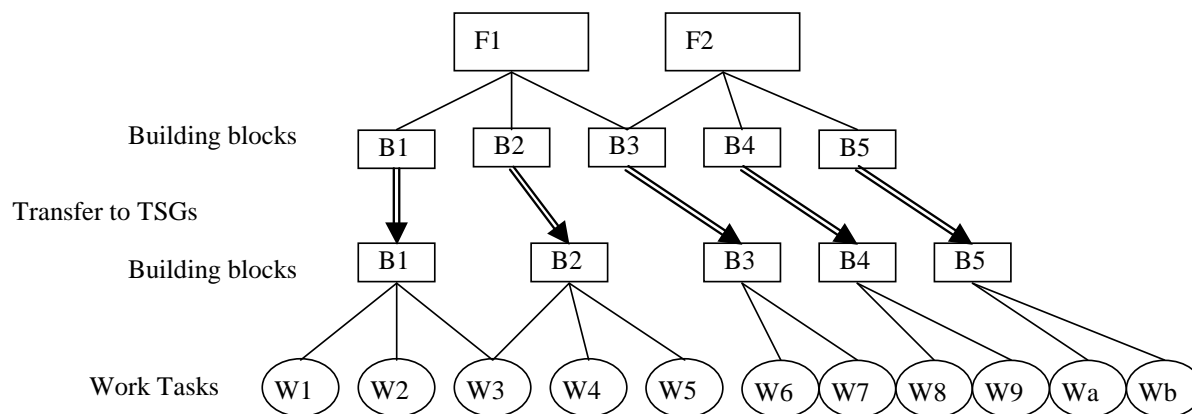 F1 F2
Building blocks B1 B2 B3 B4 B5
Transfer to TSGs
Building blocks B1 B2 B3 B4 B5
Work Tasks W1 W2 W3 W4 W5 W6 W7 W8 W9 Wa Wb